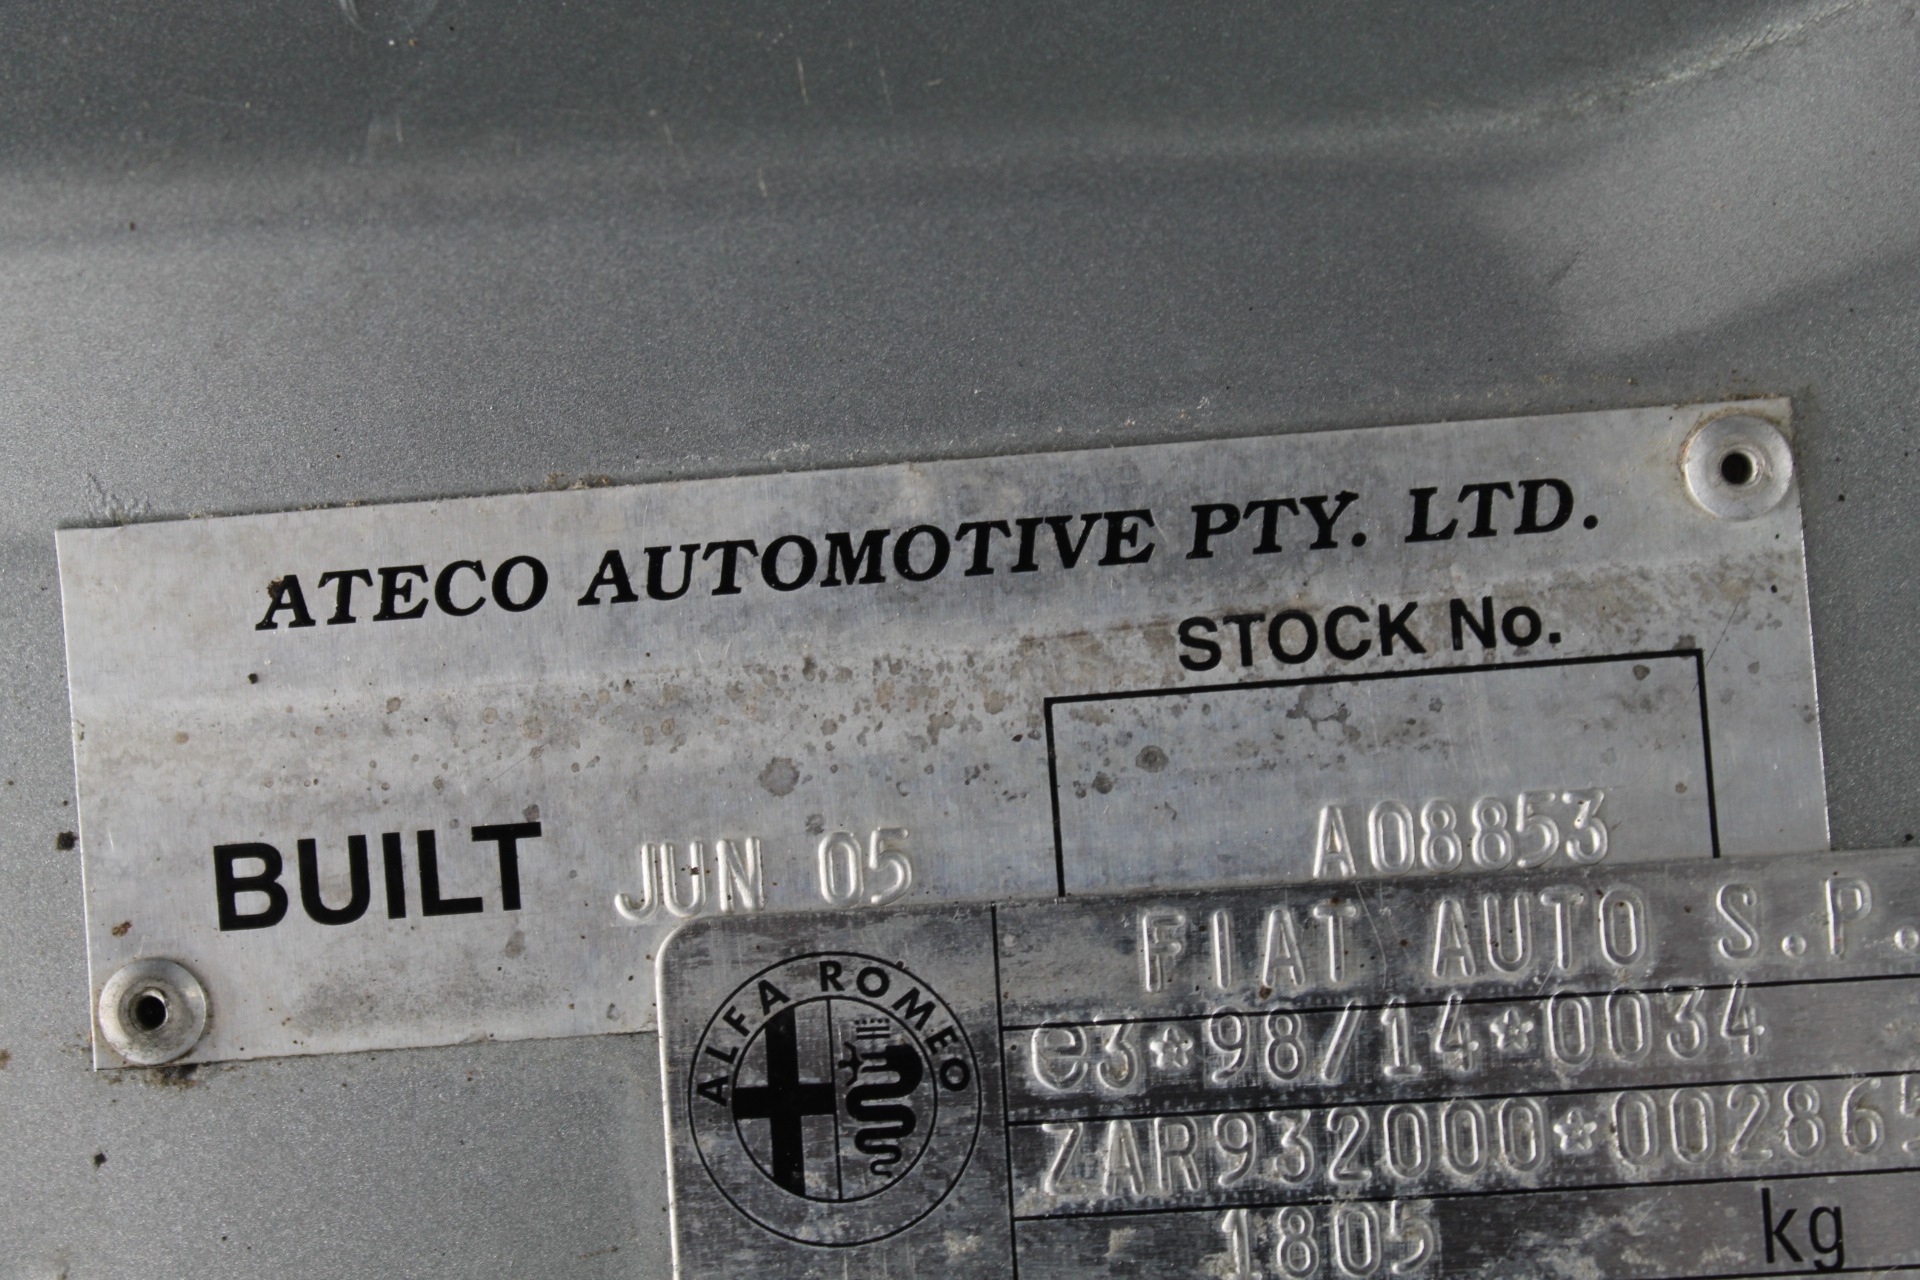 ATECO AUTOMOTIVE PTY. LTD.
STOCK No.
BUILT JUN 05 A08853
FIAT AUTO S.P.
ALFA ROMEO
e3*98/14*0034
ZAR932000*002865
1805 kg